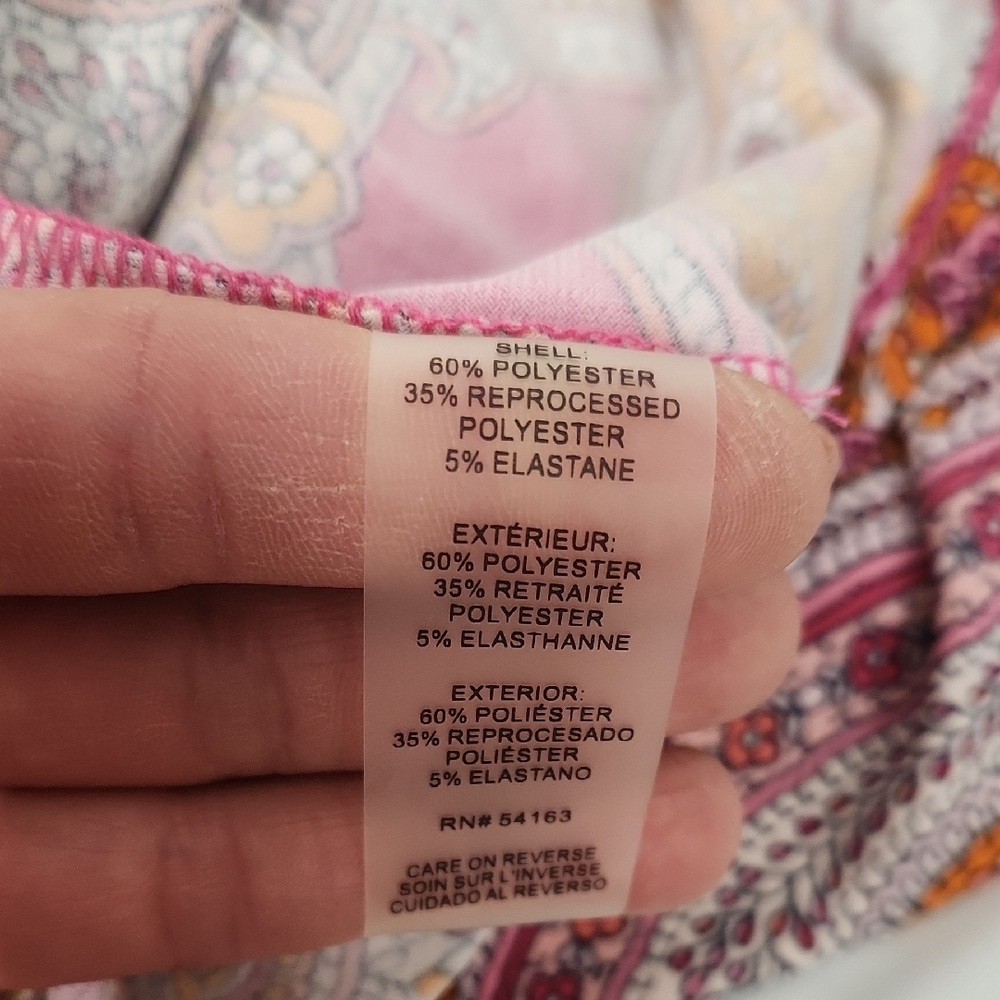 SHELL:
60% POLYESTER
35% REPROCESSED
POLYESTER
5% ELASTANE
EXTÉRIEUR:
60% POLYESTER
35% RETRAITÉ
POLYESTER
5% ELASTHANNE
EXTERIOR:
60% POLIÉSTER
35% REPROCESADO
POLIÉSTER
5% ELASTANO
RN# 54163
CARE ON REVERSE
SOIN SUR L'INVERSE
CUIDADO AL REVERSO